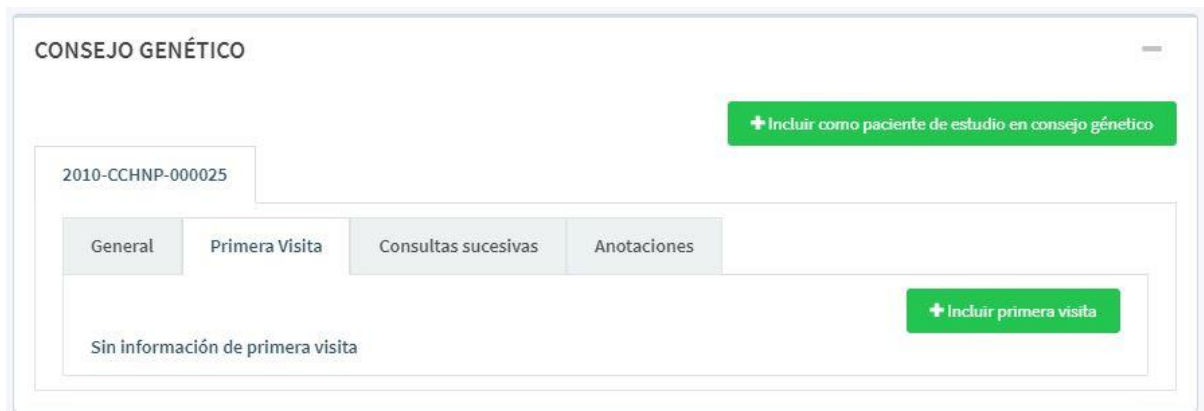 CONSEJO GENÉTICO
+Incluir como paciente de estudio en consejo génetico
2010-CCHNP-000025
General Primera Visita Consultas sucesivas Anotaciones
+Incluir primera visita
Sin información de primera visita